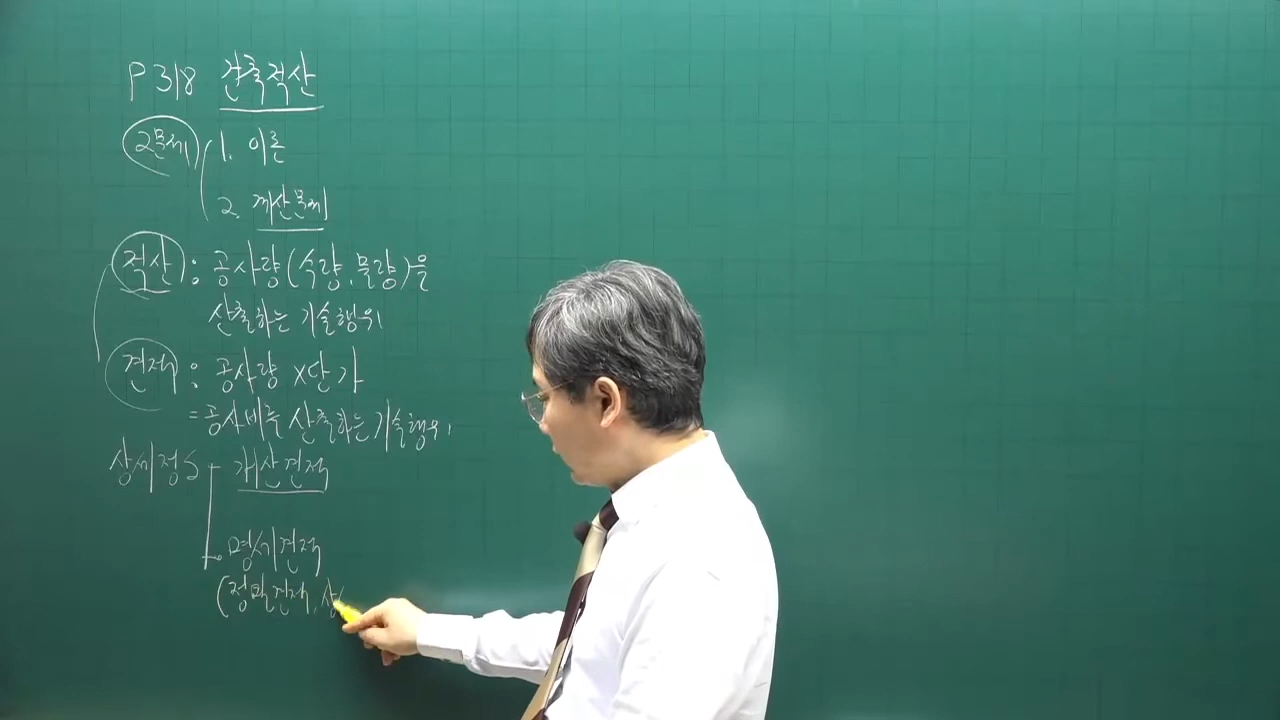 P318 건축적산
2문제 1. 이론
2. 계산문제
적산 : 공사량(수량, 물량)을
산출하는 기술행위
견적 : 공사량 X단가
=공사비를 산출하는 기술행위
상세정도 개산견적
명세견적
(정밀견적, 상